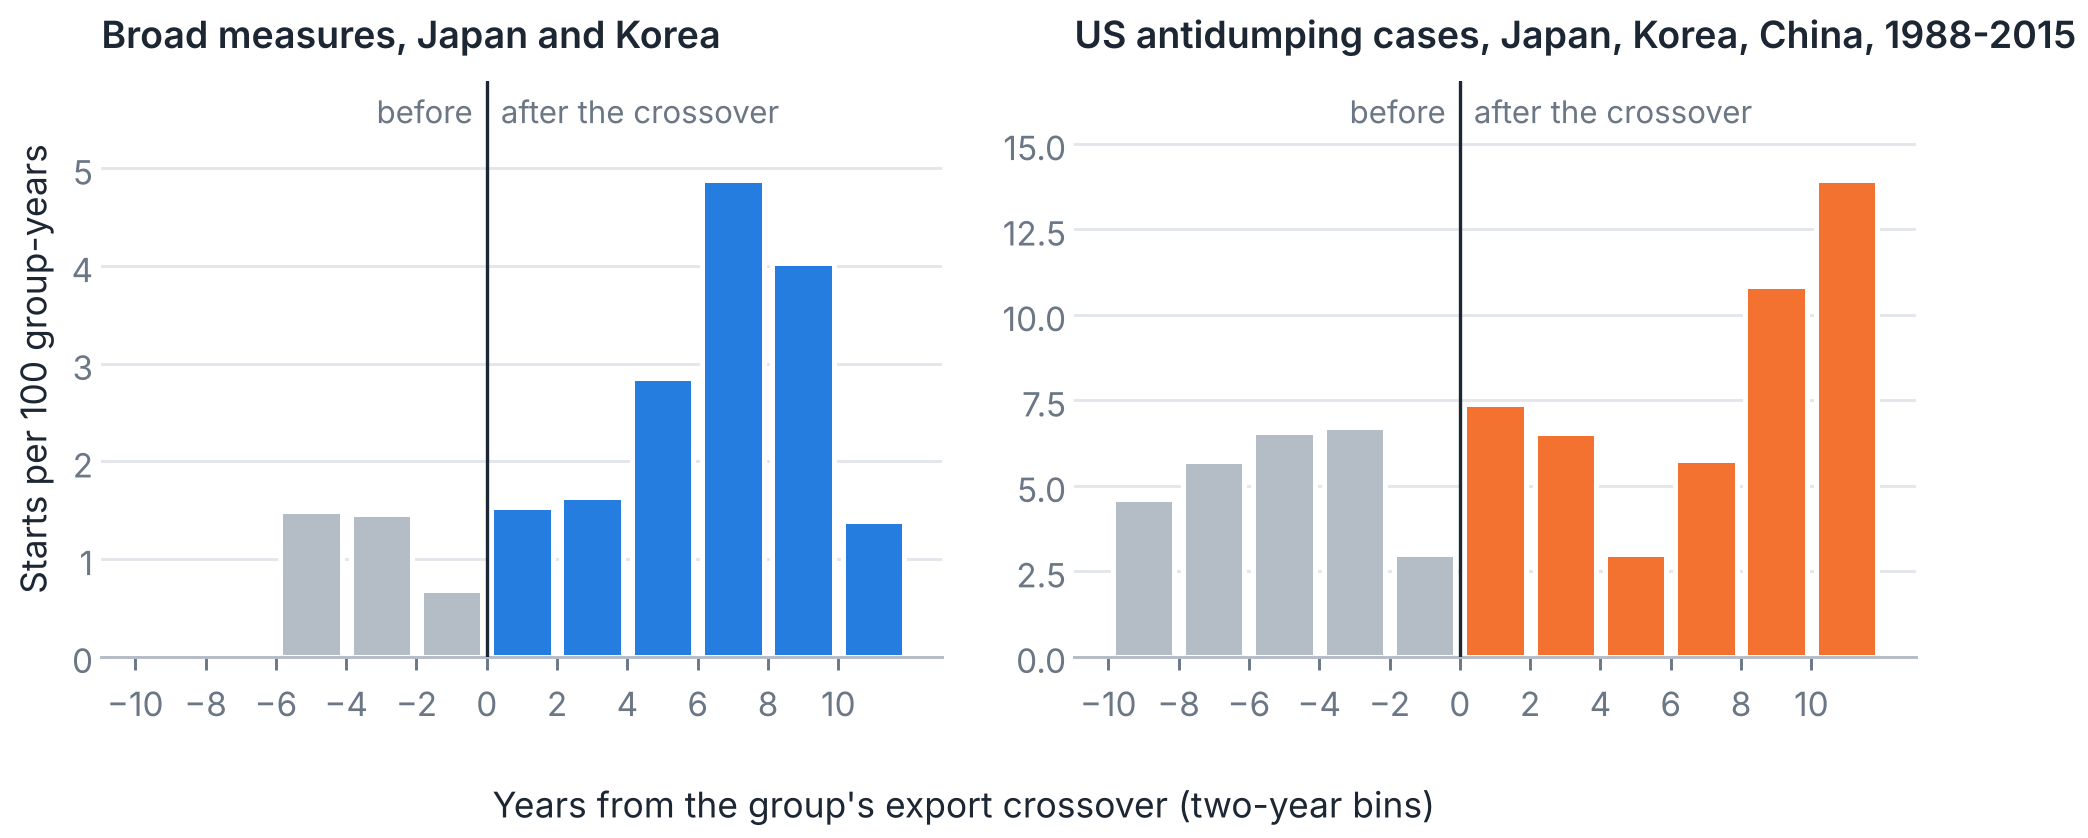 Broad measures, Japan and Korea
before after the crossover
Starts per 100 group-years
5
4
3
2
1
0
−10 −8 −6 −4 −2 0 2 4 6 8 10
US antidumping cases, Japan, Korea, China, 1988-2015
before after the crossover
15.0
12.5
10.0
7.5
5.0
2.5
0.0
−10 −8 −6 −4 −2 0 2 4 6 8 10
Years from the group's export crossover (two-year bins)